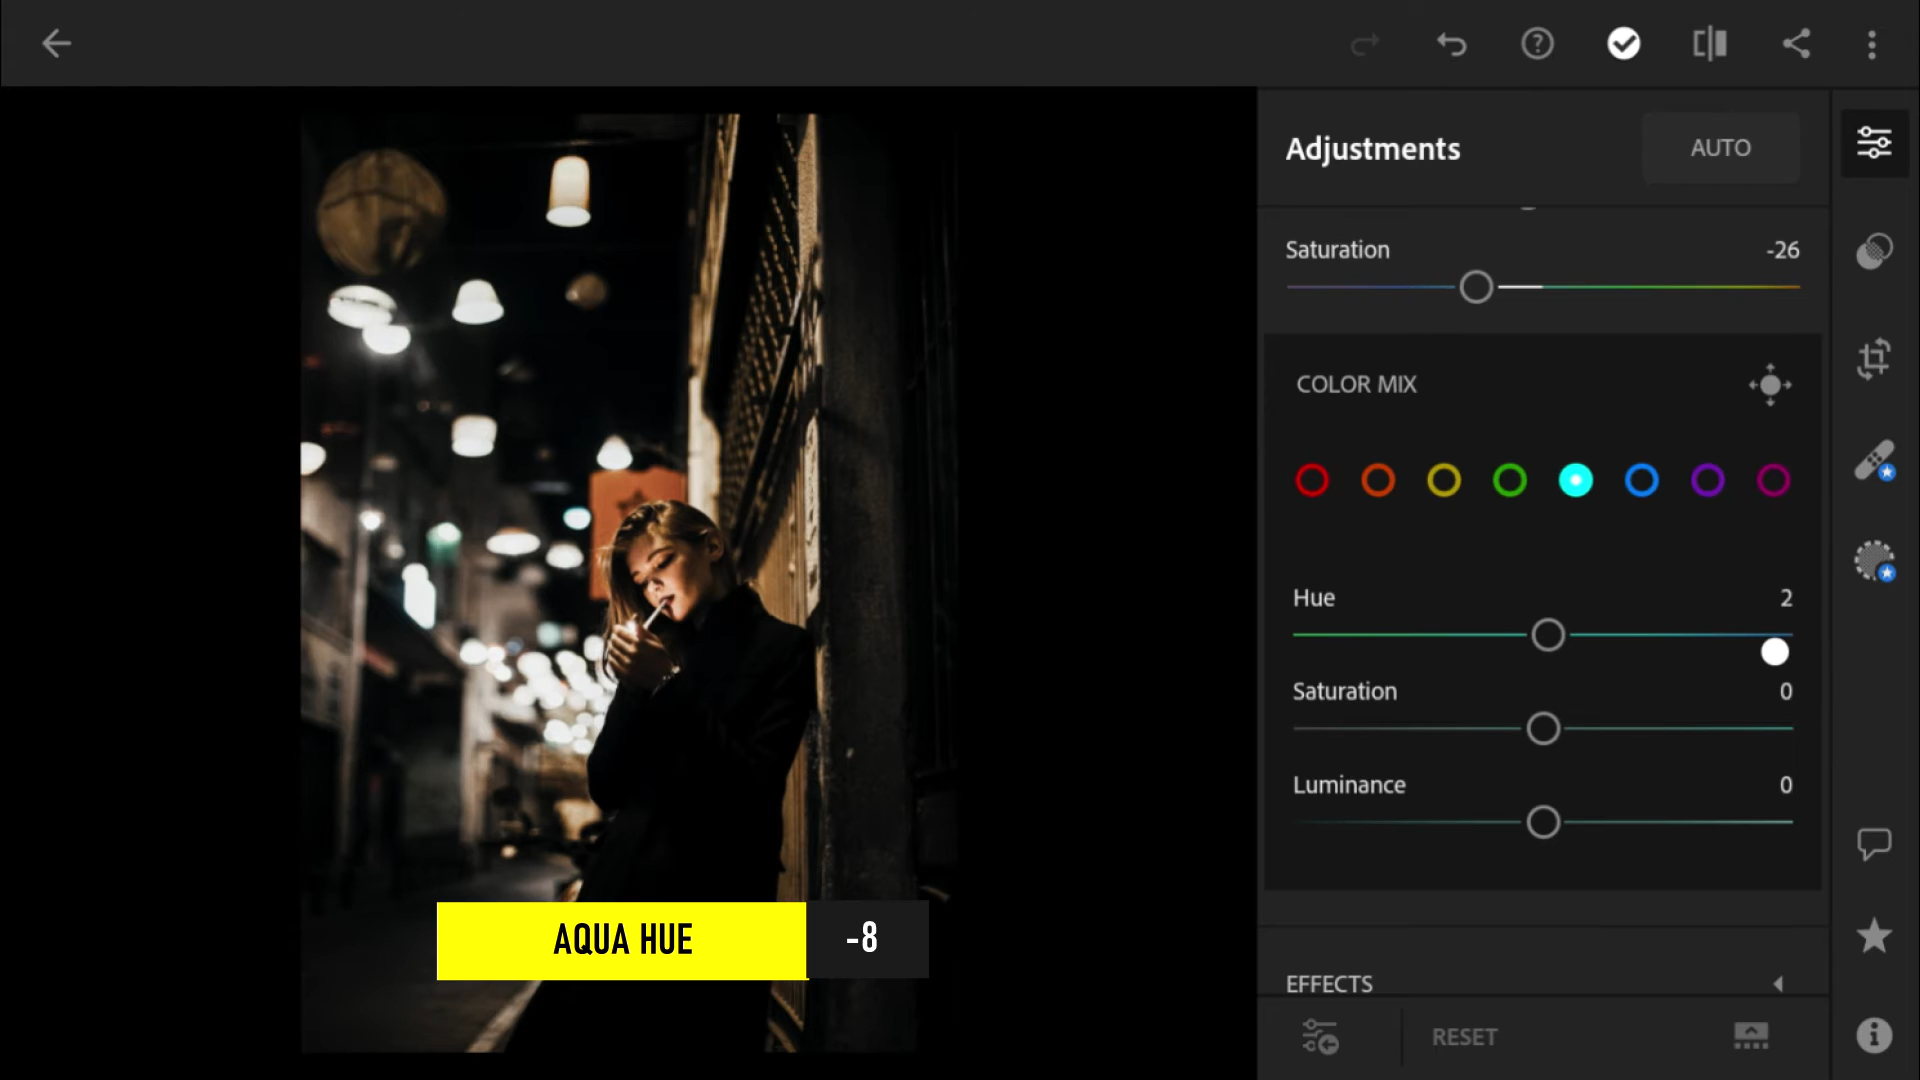 Adjustments
AUTO
Saturation
-26
COLOR MIX
Hue
2
Saturation
0
Luminance
0
AQUA HUE
-8
EFFECTS
RESET